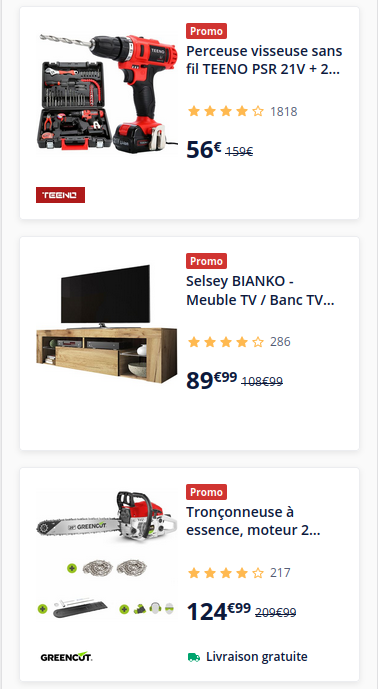 Promo
Perceuse visseuse sans
fil TEENO PSR 21V + 2...
1818
56€ 159€
TEENO
Promo
Selsey BIANKO -
Meuble TV / Banc TV...
286
89€99 108€99
Promo
Tronçonneuse à
essence, moteur 2...
217
124€99 209€99
GREENCUT
Livraison gratuite